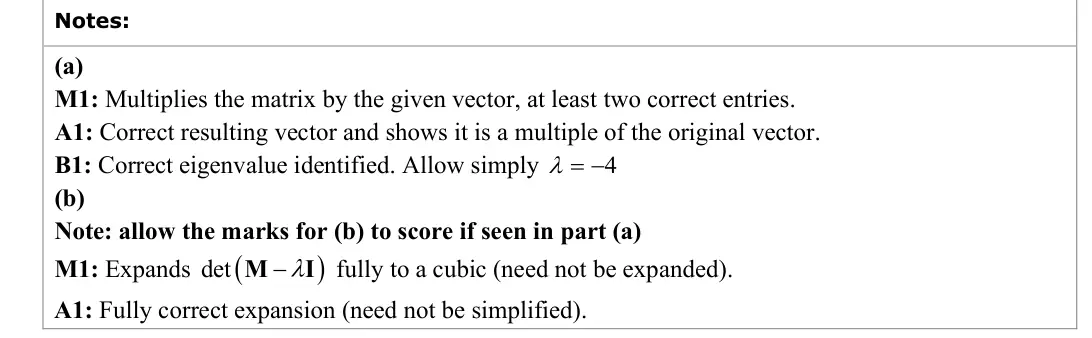 Notes:
(a)
M1: Multiplies the matrix by the given vector, at least two correct entries.
A1: Correct resulting vector and shows it is a multiple of the original vector.
B1: Correct eigenvalue identified. Allow simply λ = −4
(b)
Note: allow the marks for (b) to score if seen in part (a)
M1: Expands det(M − λI) fully to a cubic (need not be expanded).
A1: Fully correct expansion (need not be simplified).